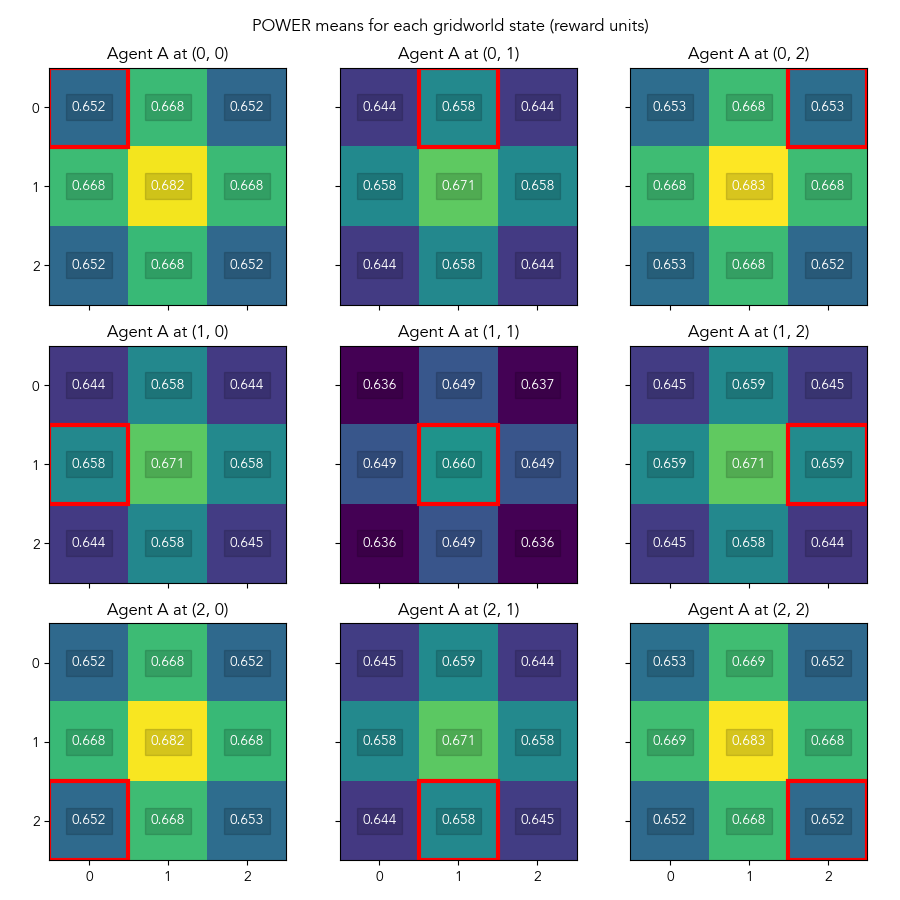 POWER means for each gridworld state (reward units)
Agent A at (0, 0) Agent A at (0, 1) Agent A at (0, 2)
0 0.652 0.668 0.652 0.644 0.658 0.644 0.653 0.668 0.653
1 0.668 0.682 0.668 0.658 0.671 0.658 0.668 0.683 0.668
2 0.652 0.668 0.652 0.644 0.658 0.644 0.653 0.668 0.652
Agent A at (1, 0) Agent A at (1, 1) Agent A at (1, 2)
0 0.644 0.658 0.644 0.636 0.649 0.637 0.645 0.659 0.645
1 0.658 0.671 0.658 0.649 0.660 0.649 0.659 0.671 0.659
2 0.644 0.658 0.645 0.636 0.649 0.636 0.645 0.658 0.644
Agent A at (2, 0) Agent A at (2, 1) Agent A at (2, 2)
0 0.652 0.668 0.652 0.645 0.659 0.644 0.653 0.669 0.652
1 0.668 0.682 0.668 0.658 0.671 0.658 0.669 0.683 0.668
2 0.652 0.668 0.653 0.644 0.658 0.645 0.652 0.668 0.652
0 1 2 0 1 2 0 1 2